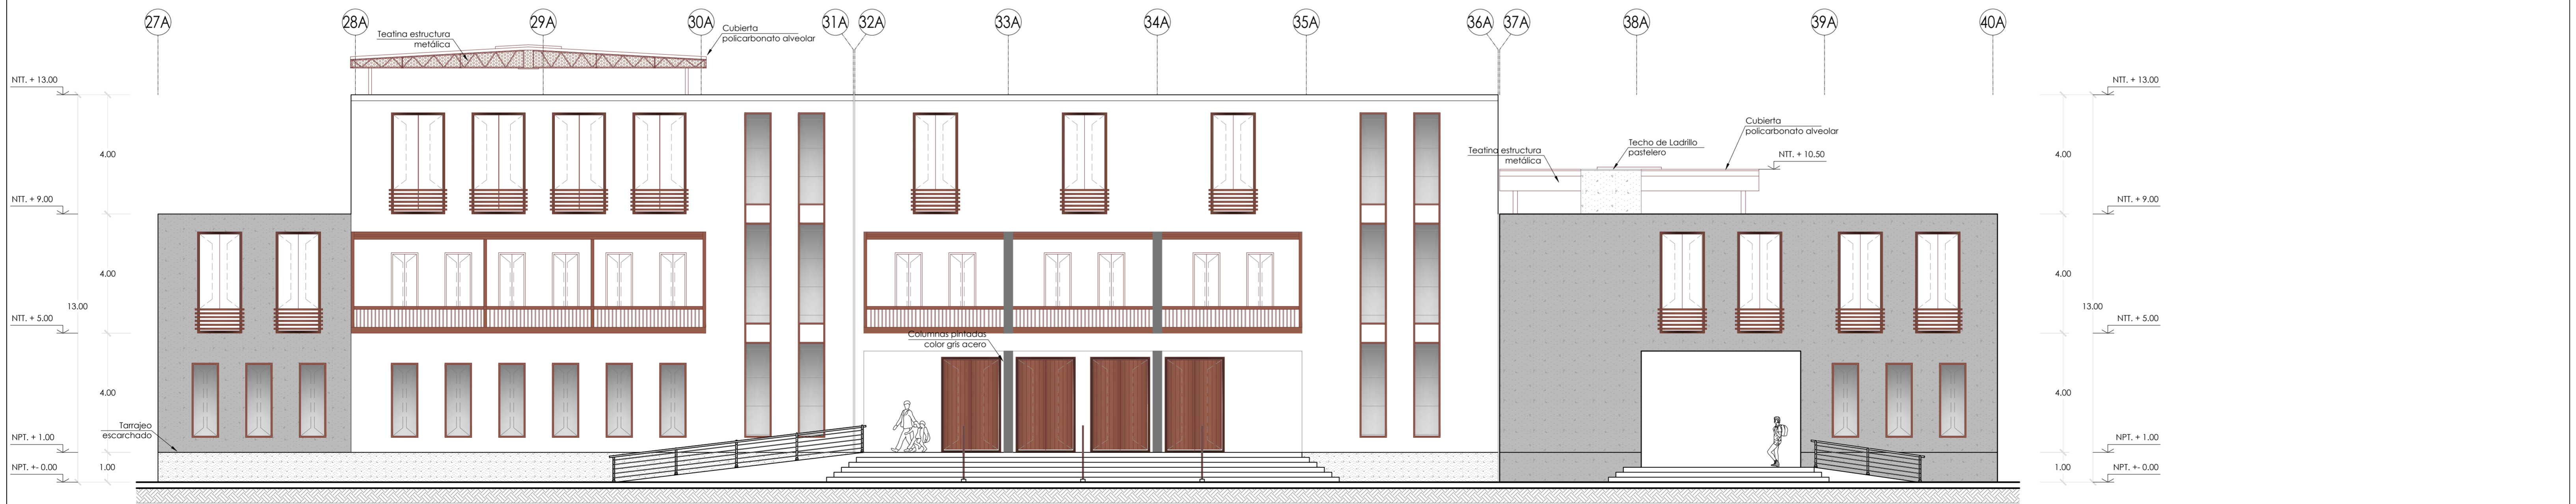 27A
28A
29A
30A
31A
32A
33A
34A
35A
36A
37A
38A
39A
40A
Teatina estructura
metálica
Cubierta
policarbonato alveolar
NTT. + 13.00
NTT. + 13.00
Cubierta
policarbonato alveolar
Techo de Ladrillo
pastelero
Teatina estructura
metálica
NTT. + 10.50
4.00
4.00
NTT. + 9.00
NTT. + 9.00
4.00
4.00
13.00
13.00
NTT. + 5.00
NTT. + 5.00
Columnas pintadas
color gris acero
4.00
4.00
Tarrajeo
escarchado
NPT. + 1.00
NPT. + 1.00
NPT. +- 0.00
1.00
1.00
NPT. +- 0.00